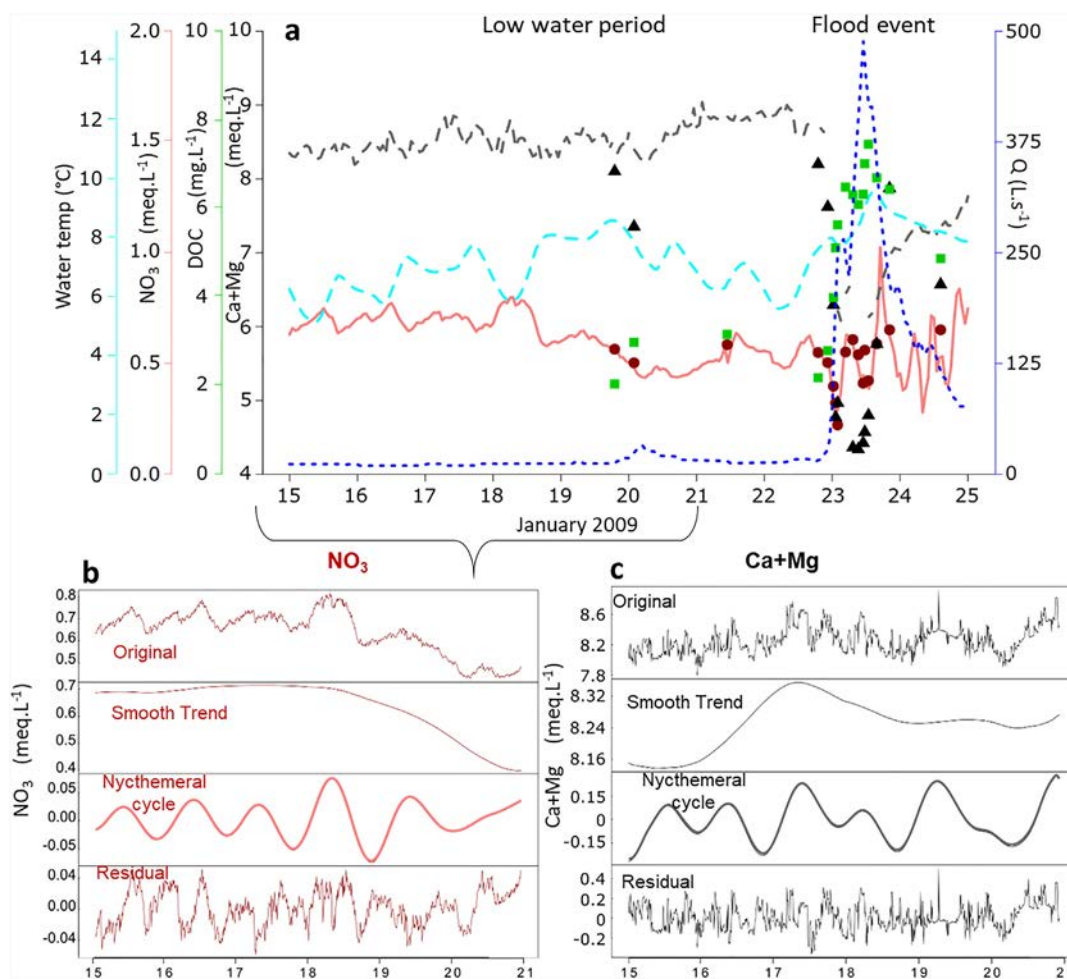 a
Low water period
Flood event
Water temp (°C)
14
12
10
8
6
4
2
0
NO3 (meq.L-1)
2.0
1.5
1.0
0.5
0.0
DOC (mg.L-1)
10
8
6
4
2
0
Ca+Mg (meq.L-1)
10
9
8
7
6
5
4
Q (L.s-1)
500
375
250
125
0
15 16 17 18 19 20 21 22 23 24 25
January 2009
b
NO3
NO3 (meq.L-1)
0.8
0.7
0.6
0.5
Original
0.7
0.6
0.5
0.4
Smooth Trend
0.05
0.00
-0.05
Nycthemeral
cycle
0.04
0.00
-0.04
Residual
15 16 17 18 19 20 21
c
Ca+Mg
Ca+Mg (meq.L-1)
8.6
8.2
7.8
Original
8.32
8.24
8.16
Smooth Trend
0.15
0
-0.15
Nycthemeral
cycle
0.4
0.2
0
-0.2
Residual
15 16 17 18 19 20 2